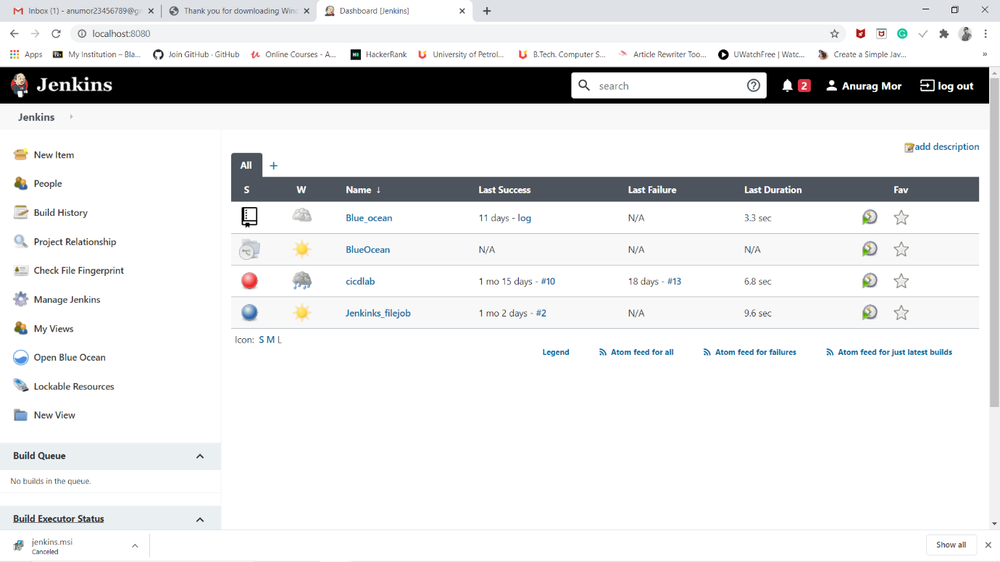 Inbox (1) - anumor23456789@gm
Thank you for downloading Wind
Dashboard [Jenkins]
localhost:8080
Apps
Bb My Institution – Bla...
Join GitHub · GitHub
Online Courses - A...
HackerRank
University of Petrol...
B.Tech. Computer S...
Article Rewriter Too...
UWatchFree | Watc...
Create a Simple Jav...
»
Jenkins
search
2
Anurag Mor
log out
Jenkins
New Item
People
Build History
Project Relationship
Check File Fingerprint
Manage Jenkins
My Views
Open Blue Ocean
Lockable Resources
New View
Build Queue
No builds in the queue.
Build Executor Status
add description
All +
S W Name ↓ Last Success Last Failure Last Duration Fav
Blue_ocean 11 days - log N/A 3.3 sec
BlueOcean N/A N/A N/A
cicdlab 1 mo 15 days - #10 18 days - #13 6.8 sec
Jenkinks_filejob 1 mo 2 days - #2 N/A 9.6 sec
Icon: S M L
Legend Atom feed for all Atom feed for failures Atom feed for just latest builds
jenkins.msi
Canceled
Show all